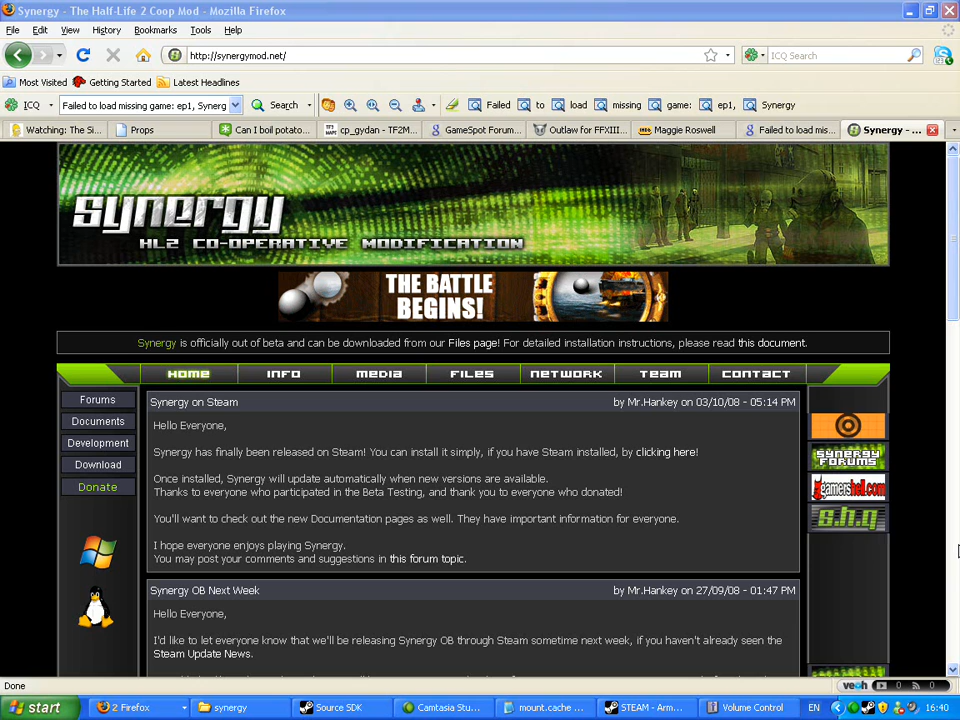 Synergy - The Half-Life 2 Coop Mod - Mozilla Firefox
File Edit View History Bookmarks Tools Help
http://synergymod.net/
ICQ Search
Most Visited Getting Started Latest Headlines
ICQ Failed to load missing game: ep1, Synerg Search Failed to load missing game: ep1, Synergy
Watching: The Si... Props Can I boil potato... cp_gydan - TF2M... GameSpot Forum... Outlaw for FFXIII... Maggie Roswell Failed to load mis... Synergy - ...
synergy
HL2 CO-OPERATIVE MODIFICATION
THE BATTLE
BEGINS!
Synergy is officially out of beta and can be downloaded from our Files page! For detailed installation instructions, please read this document.
HOME INFO MEDIA FILES NETWORK TEAM CONTACT
Forums
Documents
Development
Download
Donate
Synergy on Steam by Mr.Hankey on 03/10/08 - 05:14 PM
Hello Everyone,
Synergy has finally been released on Steam! You can install it simply, if you have Steam installed, by clicking here!
Once installed, Synergy will update automatically when new versions are available.
Thanks to everyone who participated in the Beta Testing, and thank you to everyone who donated!
You'll want to check out the new Documentation pages as well. They have important information for everyone.
I hope everyone enjoys playing Synergy.
You may post your comments and suggestions in this forum topic.
Synergy OB Next Week by Mr.Hankey on 27/09/08 - 01:47 PM
Hello Everyone,
I'd like to let everyone know that we'll be releasing Synergy OB through Steam sometime next week, if you haven't already seen the
Steam Update News.
SYNERGY
FORUMS
gamershell.com
s.h.q
Done
veoh 0 0
start 2 Firefox synergy Source SDK Camtasia Stu... mount.cache ... STEAM - Arm... Volume Control EN 16:40